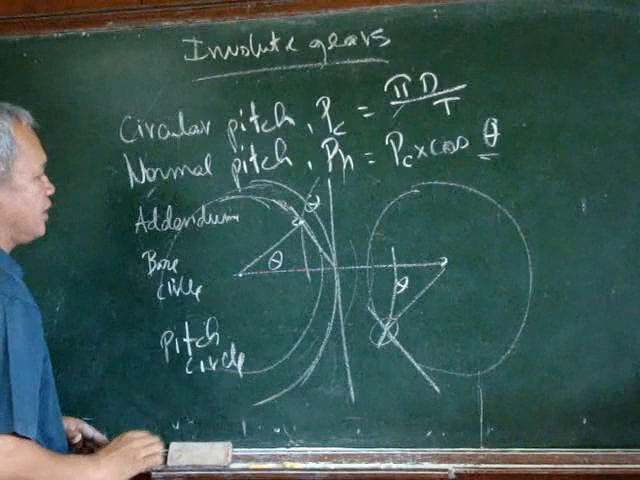 Involute gears
Circular pitch, Pc = πD/T
Normal pitch, Pn = Pc × cos θ
Addendum
θ
Base circle
θ
θ
Pitch circle